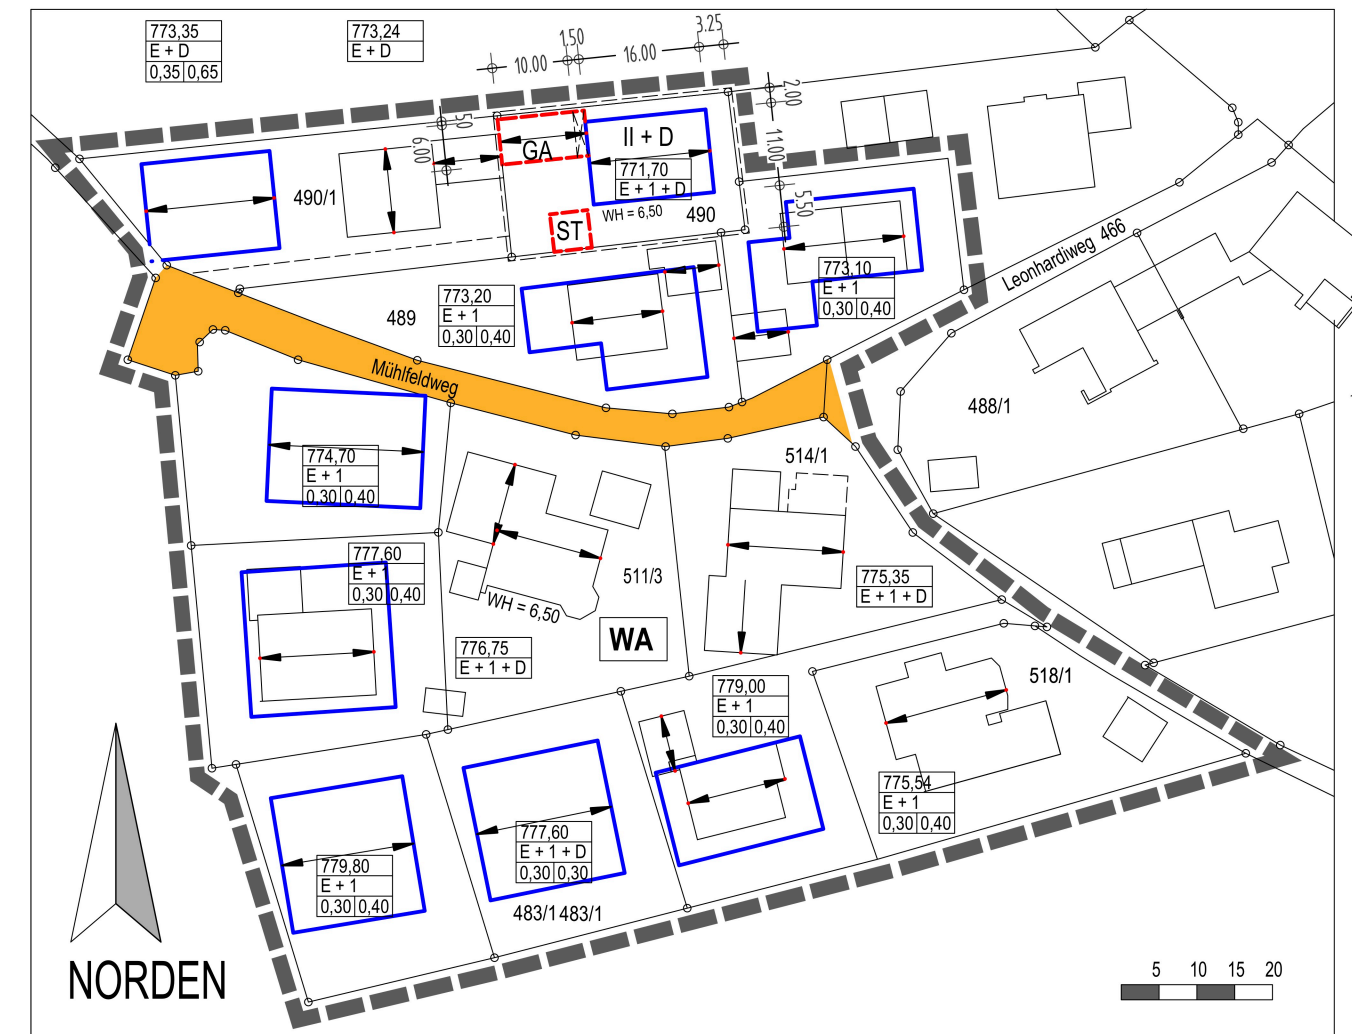 773,35
E + D
0,35 0,65
773,24
E + D
10.00
1.50
16.00
3.25
2.00
11.00
5.50
50
6.00
GA
II + D
771,70
E + 1 + D
WH = 6,50
490
490/1
ST
773,10
E + 1
0,30 0,40
Leonhardiweg 466
773,20
E + 1
0,30 0,40
489
Mühlfeldweg
488/1
774,70
E + 1
0,30 0,40
514/1
777,60
E + 1
0,30 0,40
511/3
775,35
E + 1 + D
WH = 6,50
WA
776,75
E + 1 + D
518/1
779,00
E + 1
0,30 0,40
775,54
E + 1
0,30 0,40
777,60
E + 1 + D
0,30 0,30
779,80
E + 1
0,30 0,40
483/1 483/1
NORDEN
5 10 15 20